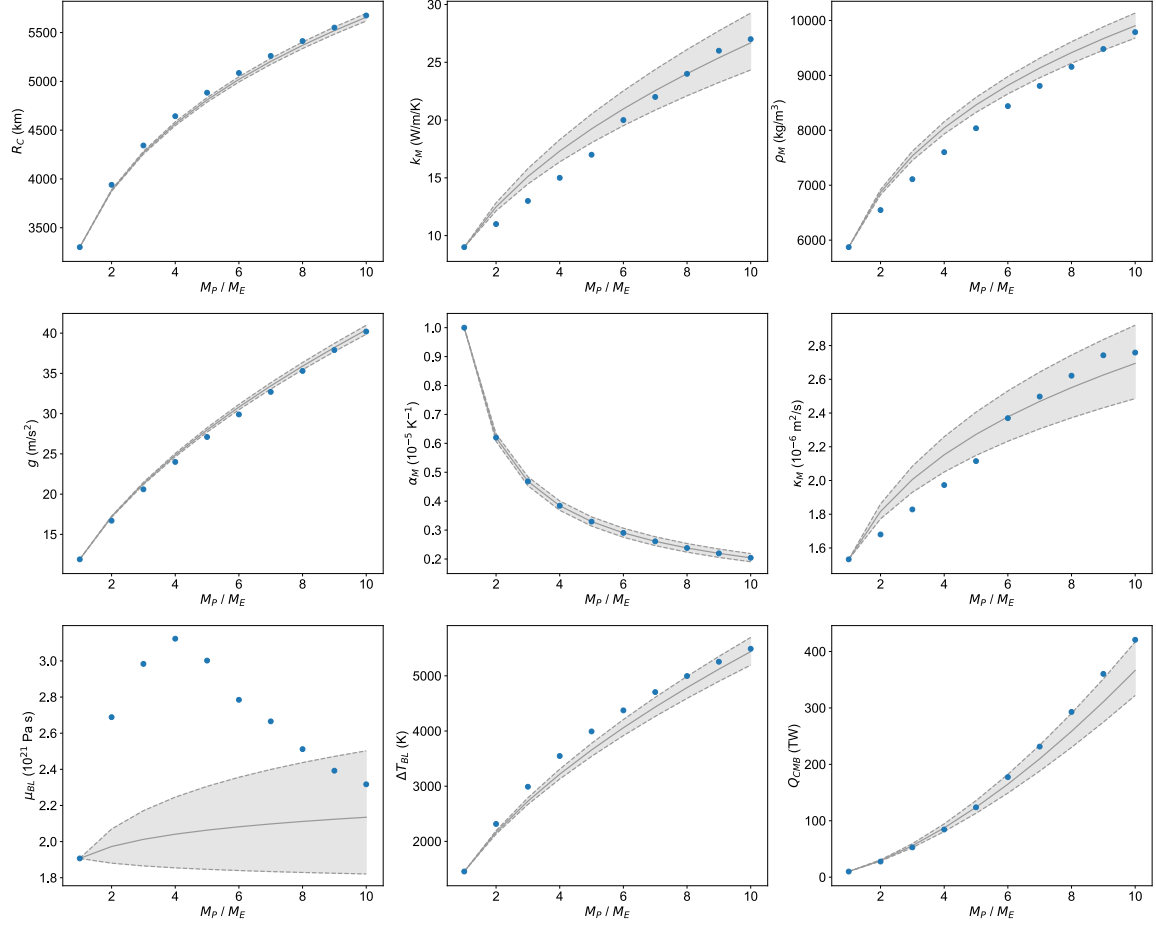 5500
5000
4500
4000
3500
R_C (km)
2 4 6 8 10
M_P / M_E
30
25
20
15
10
k_M (W/m/K)
2 4 6 8 10
M_P / M_E
10000
9000
8000
7000
6000
ρ_M (kg/m³)
2 4 6 8 10
M_P / M_E
40
35
30
25
20
15
g (m/s²)
2 4 6 8 10
M_P / M_E
1.0
0.9
0.8
0.7
0.6
0.5
0.4
0.3
0.2
α_M (10⁻⁵ K⁻¹)
2 4 6 8 10
M_P / M_E
2.8
2.6
2.4
2.2
2.0
1.8
1.6
κ_M (10⁻⁶ m²/s)
2 4 6 8 10
M_P / M_E
3.0
2.8
2.6
2.4
2.2
2.0
1.8
μ_BL (10²¹ Pa s)
2 4 6 8 10
M_P / M_E
5000
4000
3000
2000
ΔT_BL (K)
2 4 6 8 10
M_P / M_E
400
300
200
100
0
Q_CMB (TW)
2 4 6 8 10
M_P / M_E